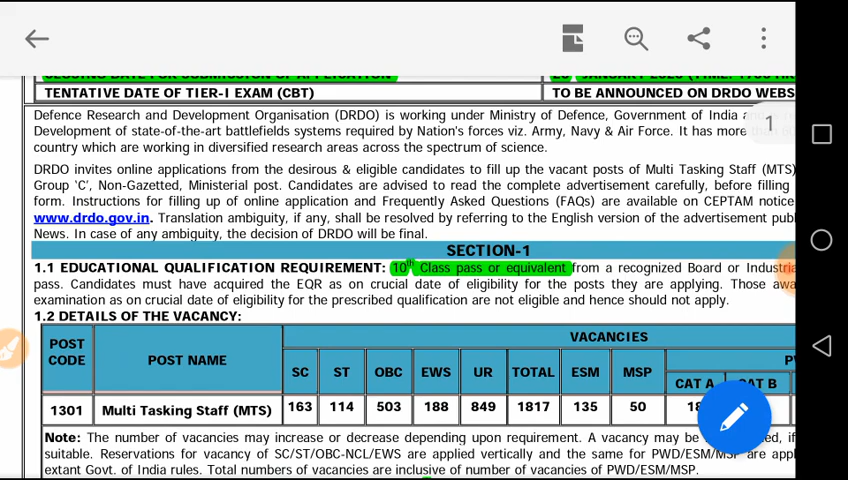 TENTATIVE DATE OF TIER-I EXAM (CBT) TO BE ANNOUNCED ON DRDO WEBS
Defence Research and Development Organisation (DRDO) is working under Ministry of Defence, Government of India
1
Development of state-of-the-art battlefields systems required by Nation's forces viz. Army, Navy & Air Force. It has more
country which are working in diversified research areas across the spectrum of science.
DRDO invites online applications from the desirous & eligible candidates to fill up the vacant posts of Multi Tasking Staff (MTS)
Group 'C', Non-Gazetted, Ministerial post. Candidates are advised to read the complete advertisement carefully, before filling
form. Instructions for filling up of online application and Frequently Asked Questions (FAQs) are available on CEPTAM notice
www.drdo.gov.in. Translation ambiguity, if any, shall be resolved by referring to the English version of the advertisement publ
News. In case of any ambiguity, the decision of DRDO will be final.
SECTION-1
1.1 EDUCATIONAL QUALIFICATION REQUIREMENT: 10th Class pass or equivalent from a recognized Board or Industria
pass. Candidates must have acquired the EQR as on crucial date of eligibility for the posts they are applying. Those awa
examination as on crucial date of eligibility for the prescribed qualification are not eligible and hence should not apply.
1.2 DETAILS OF THE VACANCY:
POST CODE POST NAME VACANCIES
SC ST OBC EWS UR TOTAL ESM MSP
CAT A CAT B
1301 Multi Tasking Staff (MTS) 163 114 503 188 849 1817 135 50
Note: The number of vacancies may increase or decrease depending upon requirement. A vacancy may be
suitable. Reservations for vacancy of SC/ST/OBC-NCL/EWS are applied vertically and the same for PWD/ESM/MSP are appl
extant Govt. of India rules. Total numbers of vacancies are inclusive of number of vacancies of PWD/ESM/MSP.